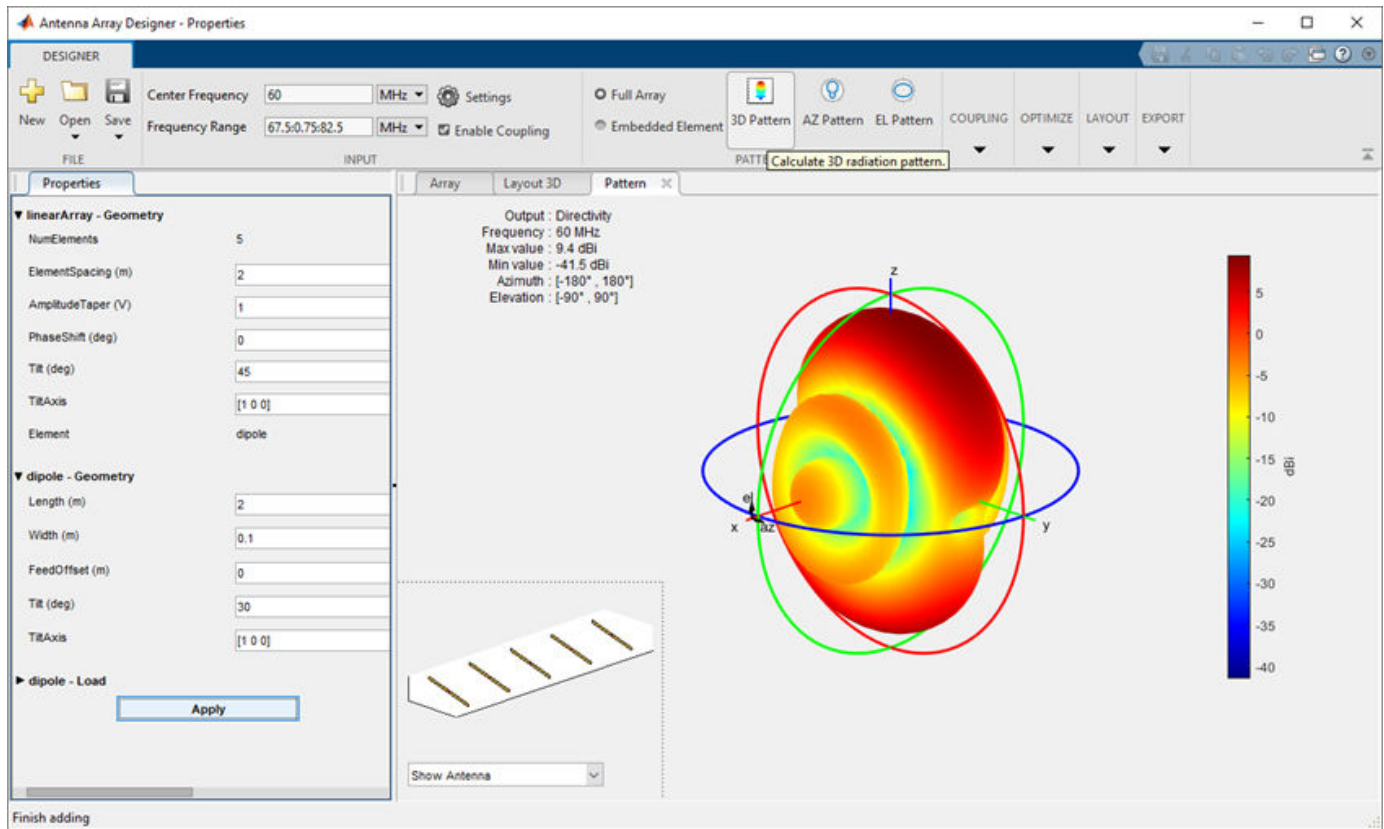 Antenna Array Designer - Properties
DESIGNER
New
Open
Save
FILE
Center Frequency 60 MHz
Frequency Range 67.5:0.75:82.5 MHz
Settings
Enable Coupling
INPUT
Full Array
Embedded Element
3D Pattern
AZ Pattern
EL Pattern
COUPLING
OPTIMIZE
LAYOUT
EXPORT
PATTE
Calculate 3D radiation pattern.
Properties
linearArray - Geometry
NumElements 5
ElementSpacing (m) 2
AmplitudeTaper (V) 1
PhaseShift (deg) 0
Tilt (deg) 45
TiltAxis [1 0 0]
Element dipole
dipole - Geometry
Length (m) 2
Width (m) 0.1
FeedOffset (m) 0
Tilt (deg) 30
TiltAxis [1 0 0]
dipole - Load
Apply
Array
Layout 3D
Pattern
Output : Directivity
Frequency : 60 MHz
Max value : 9.4 dBi
Min value : -41.5 dBi
Azimuth : [-180° , 180°]
Elevation : [-90° , 90°]
z
el
x
az
y
5
0
-5
-10
-15
-20
-25
-30
-35
-40
dBi
Show Antenna
Finish adding